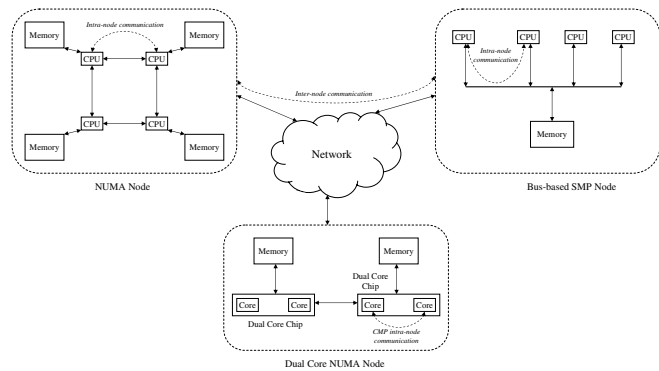 Intra-node communication
Memory
Memory
CPU
CPU
CPU
CPU
Memory
Memory
NUMA Node
Inter-node communication
Network
CPU
CPU
CPU
CPU
Intra-node
communication
Memory
Bus-based SMP Node
Memory
Memory
Dual Core
Chip
Core
Core
Core
Core
Dual Core Chip
CMP intra-node
communication
Dual Core NUMA Node